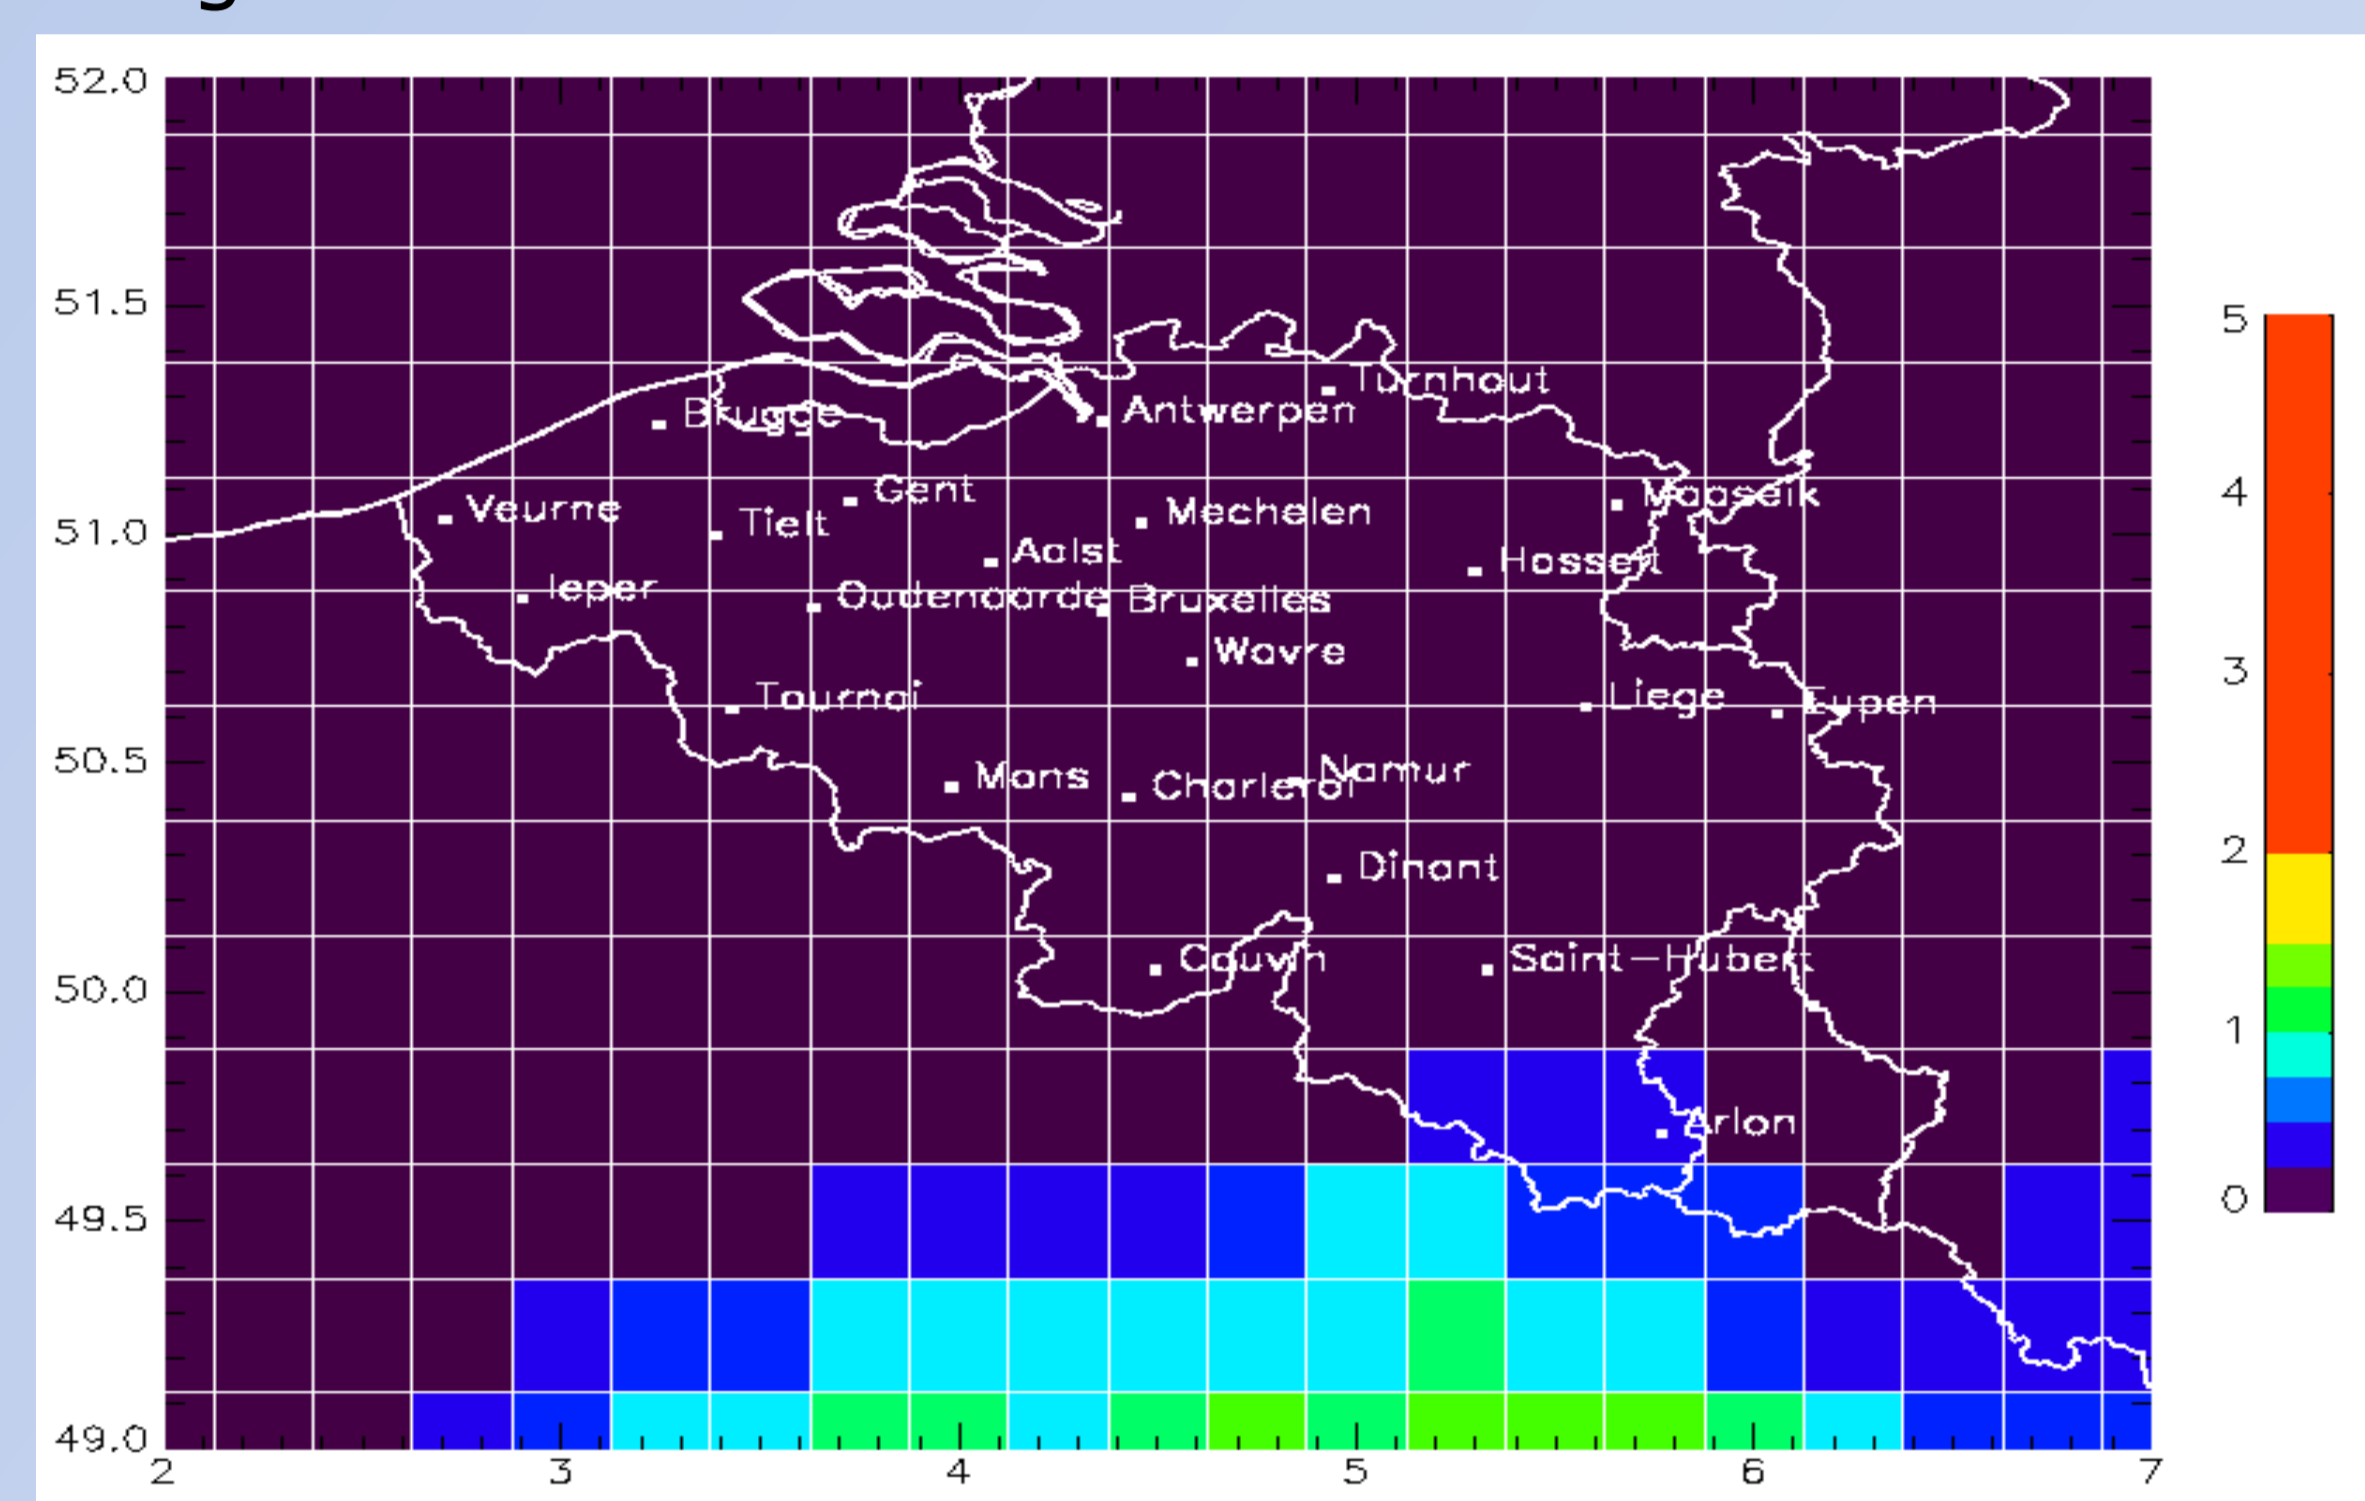 52.0
51.5
5
Turnhout
Brugge
Antwerpen
Gent
Maaseik
4
Veurne
Mechelen
Tielt
51.0
Aalst
Hasselt
Ieper
Oudenaarde
Bruxelles
Wavre
3
Tournai
Liege
Eupen
50.5
Namur
Mons
Charleroi
2
Dinant
Couvin
Saint-Hubert
50.0
1
Arlon
0
49.5
49.0
2 3 4 5 6 7